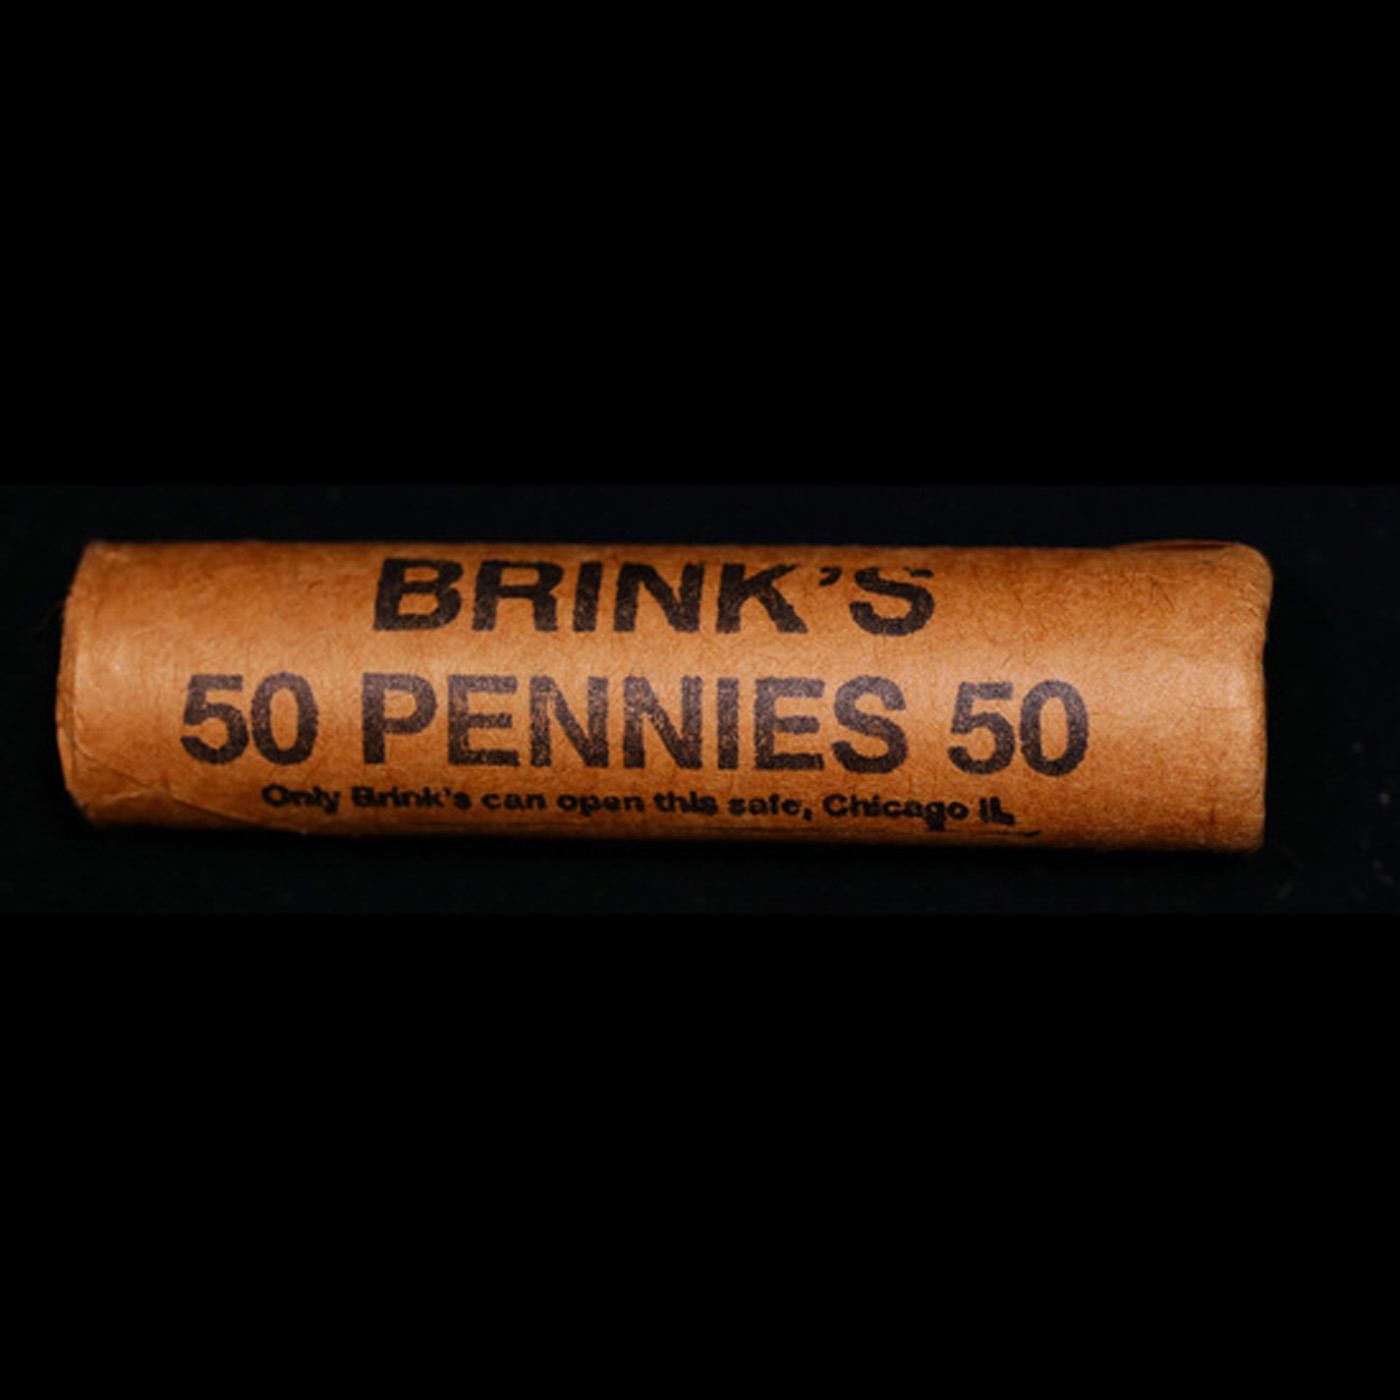 BRINK'S
50 PENNIES 50
Only Brink's can open this safe, Chicago IL